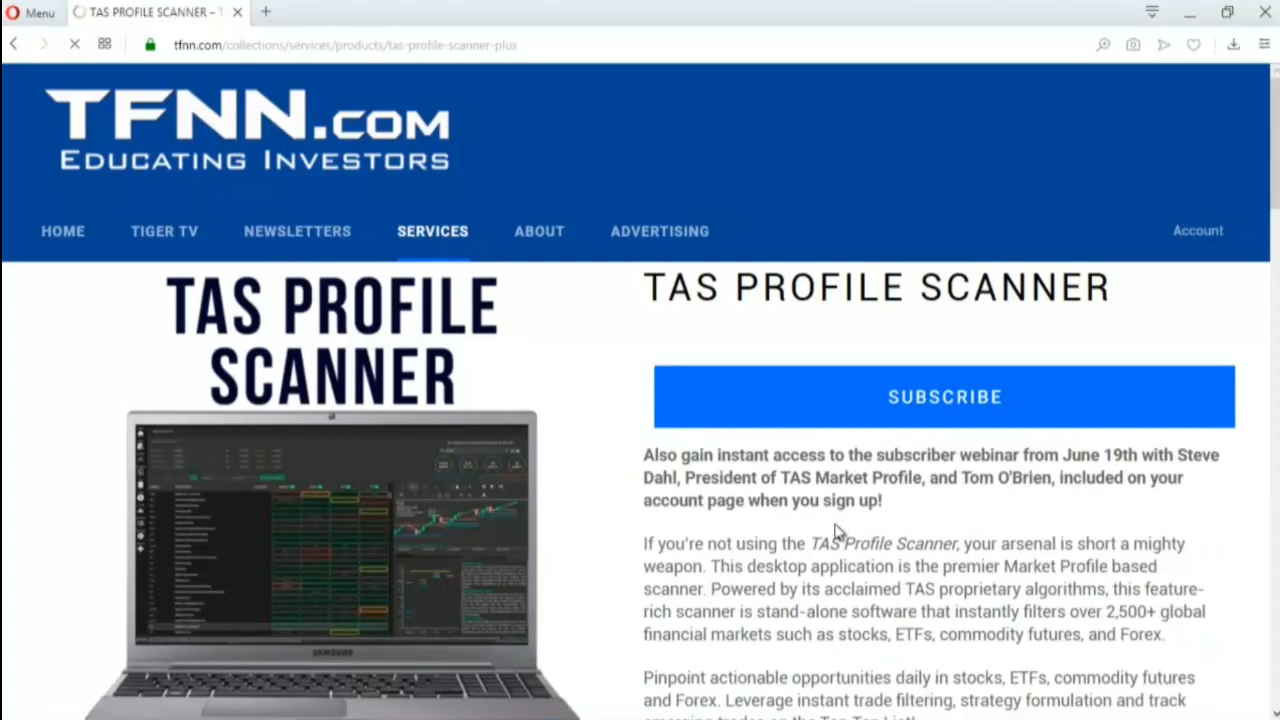 Menu
TAS PROFILE SCANNER – T
tfnn.com/collections/services/products/tas-profile-scanner-plus
TFNN.COM
EDUCATING INVESTORS
HOME
TIGER TV
NEWSLETTERS
SERVICES
ABOUT
ADVERTISING
Account
TAS PROFILE
SCANNER
SAMSUNG
TAS PROFILE SCANNER
SUBSCRIBE
Also gain instant access to the subscriber webinar from June 19th with Steve
Dahl, President of TAS Market Profile, and Tom O'Brien, included on your
account page when you sign up!
If you're not using the TAS Profile Scanner, your arsenal is short a mighty
weapon. This desktop application is the premier Market Profile based
scanner. Powered by its acclaimed TAS proprietary algorithms, this feature-
rich scanner is stand-alone software that instantly filters over 2,500+ global
financial markets such as stocks, ETFs, commodity futures, and Forex.
Pinpoint actionable opportunities daily in stocks, ETFs, commodity futures
and Forex. Leverage instant trade filtering, strategy formulation and track